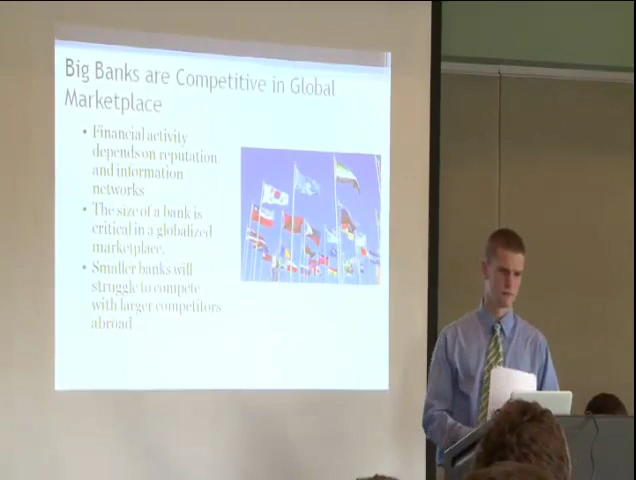 Big Banks are Competitive in Global
Marketplace
• Financial activity
depends on reputation
and information
networks
• The size of a bank is
critical in a globalized
marketplace.
• Smaller banks will
struggle to compete
with larger competitors
abroad